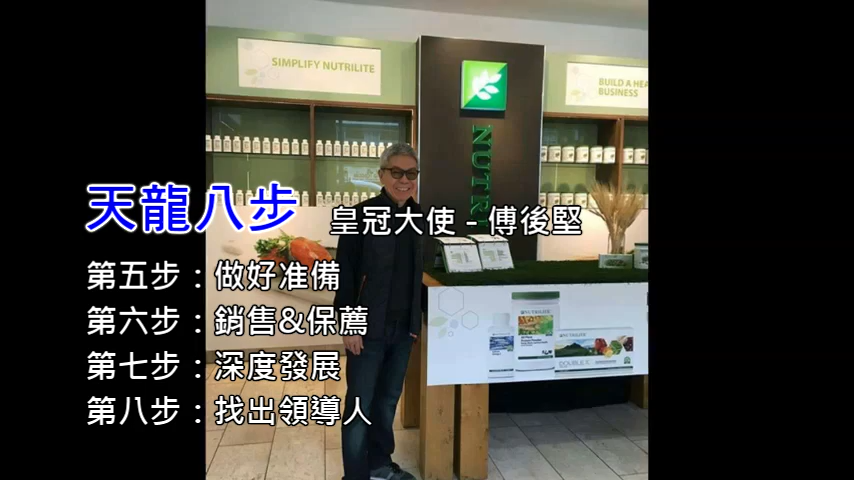 SIMPLIFY NUTRILITE
BUILD A HEA
BUSINESS
NUTRI
天龍八步 皇冠大使 - 傅後堅
第五步：做好准備
第六步：銷售&保薦
第七步：深度發展
第八步：找出領導人
NUTRILITE
NUTRILITE
DOUBLE X